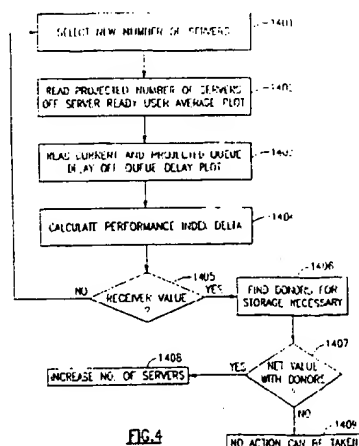 1401
SELECT NEW NUMBER OF SERVERS
1402
READ PROJECTED NUMBER OF SERVERS
OFF SERVER READY USER AVERAGE PLOT
1403
READ CURRENT AND PROJECTED QUEUE
DELAY OFF QUEUE DELAY PLOT
1404
CALCULATE PERFORMANCE INDEX DELTA
1405
RECEIVER VALUE
?
NO
YES
1406
FIND DONORS FOR
STORAGE NECESSARY
1407
NET VALUE
WITH DONORS
?
YES
1408
INCREASE NO. OF SERVERS
NO
1409
NO ACTION CAN BE TAKEN
FIG.4